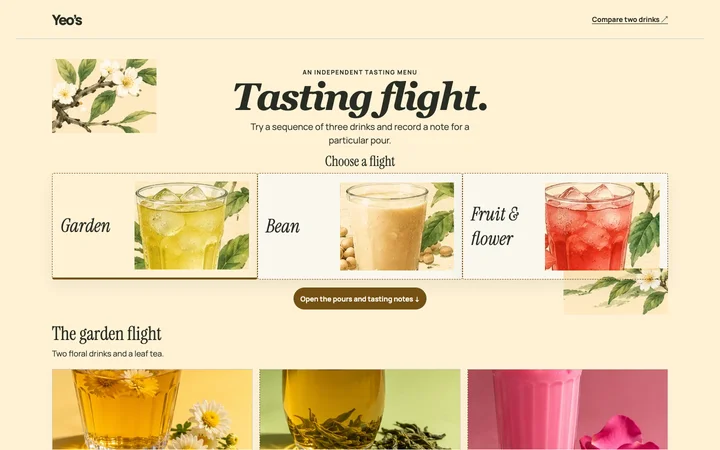 Yeo's
Compare two drinks ↗
AN INDEPENDENT TASTING MENU
Tasting flight.
Try a sequence of three drinks and record a note for a
particular pour.
Choose a flight
Garden
Bean
Fruit &
flower
Open the pours and tasting notes ↓
The garden flight
Two floral drinks and a leaf tea.